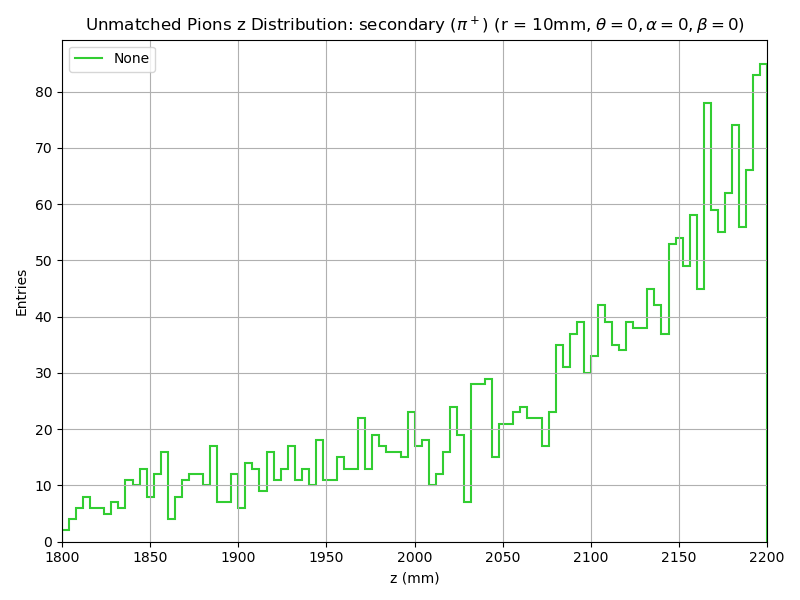 Unmatched Pions z Distribution: secondary (π⁺) (r = 10mm, θ = 0, α = 0, β = 0)
None
Entries
80
70
60
50
40
30
20
10
0
1800 1850 1900 1950 2000 2050 2100 2150 2200
z (mm)